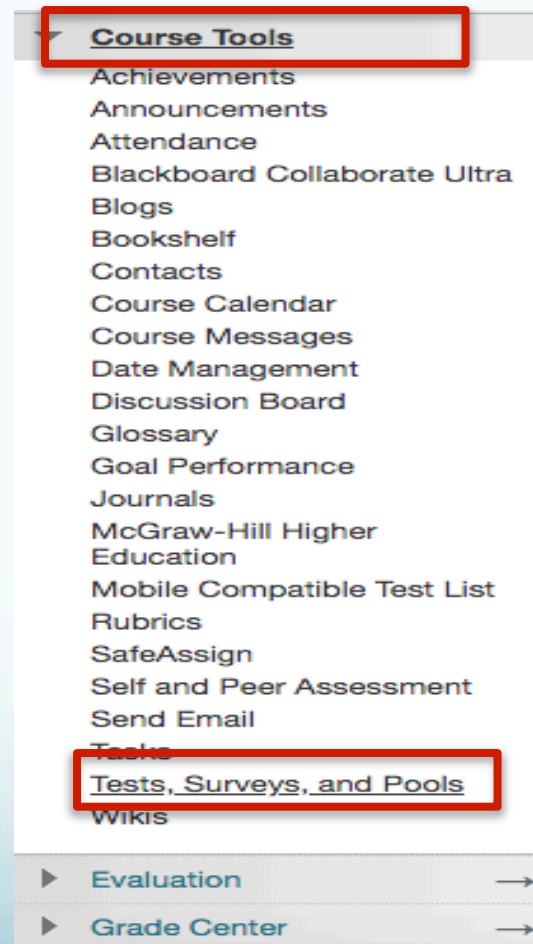 Course Tools
Achievements
Announcements
Attendance
Blackboard Collaborate Ultra
Blogs
Bookshelf
Contacts
Course Calendar
Course Messages
Date Management
Discussion Board
Glossary
Goal Performance
Journals
McGraw-Hill Higher
Education
Mobile Compatible Test List
Rubrics
SafeAssign
Self and Peer Assessment
Send Email
Tasks
Tests, Surveys, and Pools
Wikis
Evaluation
Grade Center